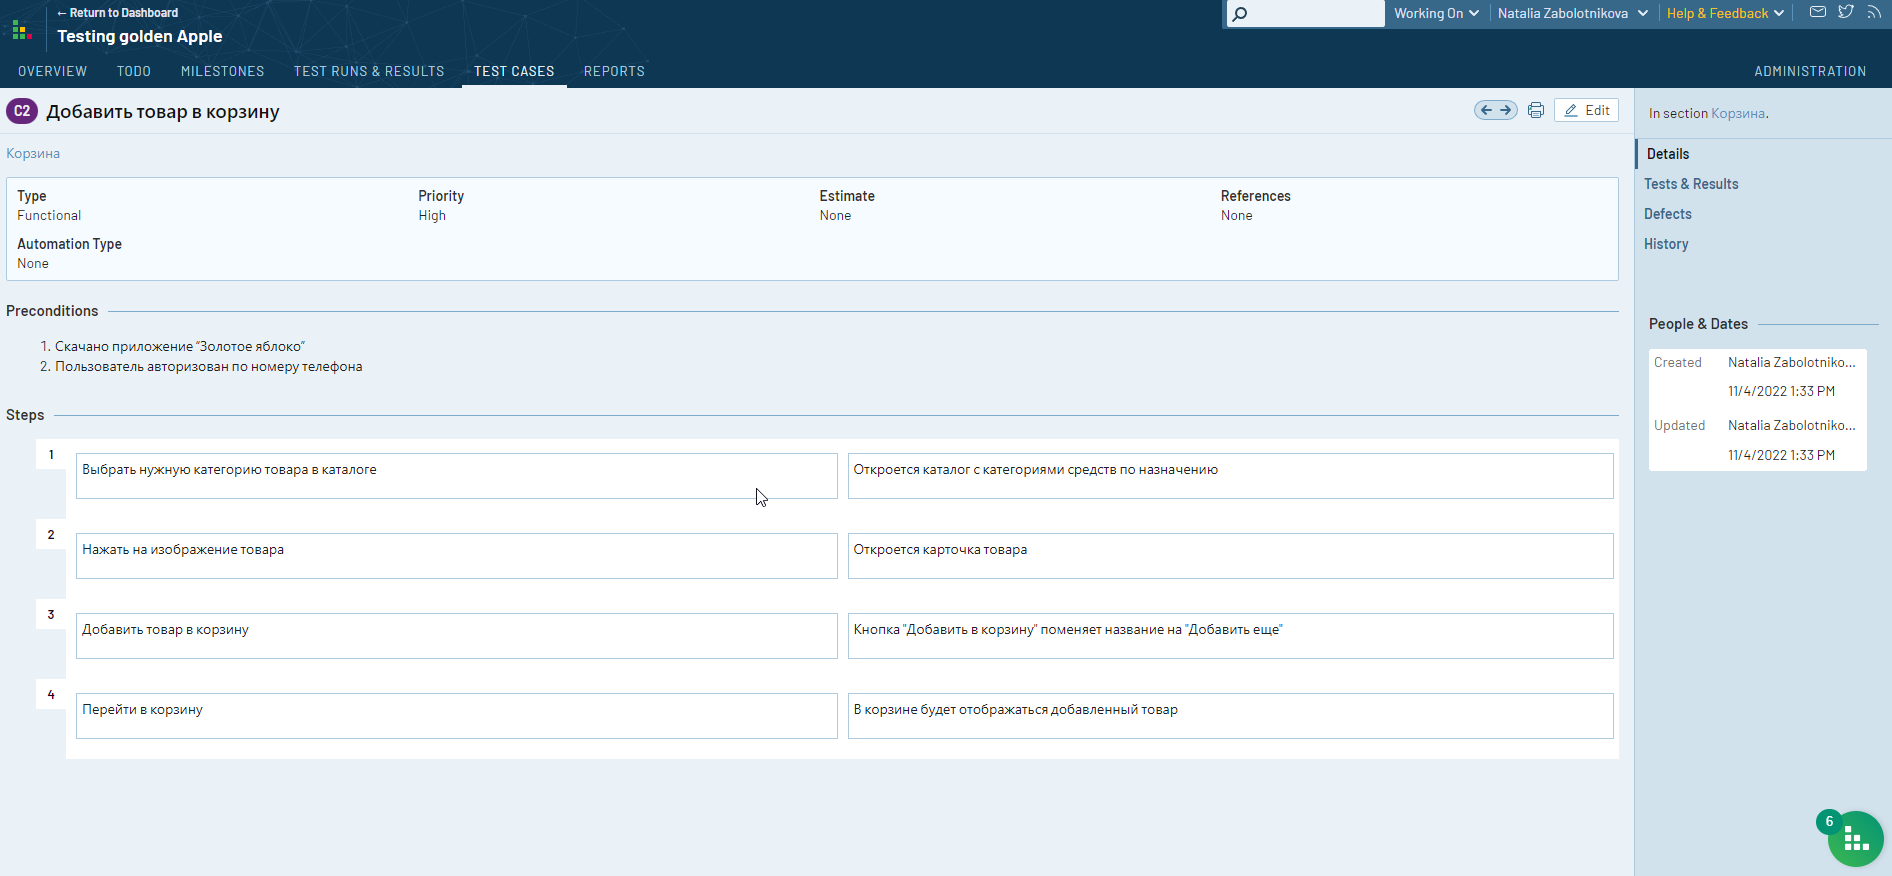 ← Return to Dashboard
Testing golden Apple
Working On
Natalia Zabolotnikova
Help & Feedback
OVERVIEW TODO MILESTONES TEST RUNS & RESULTS TEST CASES REPORTS ADMINISTRATION
C2 Добавить товар в корзину
Edit
Корзина
Type Priority Estimate References
Functional High None None
Automation Type
None
Preconditions
1. Скачано приложение “Золотое яблоко”
2. Пользователь авторизован по номеру телефона
Steps
1
Выбрать нужную категорию товара в каталоге
Откроется каталог с категориями средств по назначению
2
Нажать на изображение товара
Откроется карточка товара
3
Добавить товар в корзину
Кнопка "Добавить в корзину" поменяет название на "Добавить еще"
4
Перейти в корзину
В корзине будет отображаться добавленный товар
In section Корзина.
Details
Tests & Results
Defects
History
People & Dates
Created Natalia Zabolotniko...
11/4/2022 1:33 PM
Updated Natalia Zabolotniko...
11/4/2022 1:33 PM
6